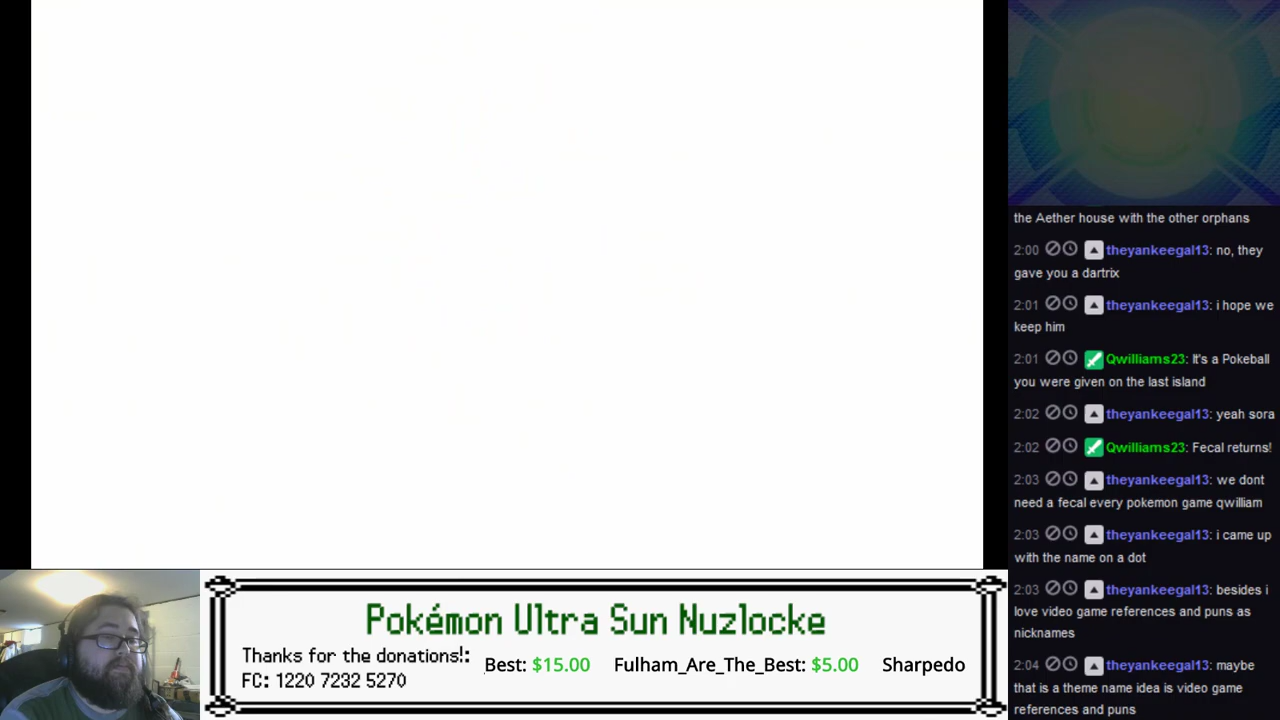 the Aether house with the other orphans
2:00 theyankeegal13: no, they
gave you a dartrix
2:01 theyankeegal13: i hope we
keep him
2:01 Qwilliams23: It's a Pokeball
you were given on the last island
2:02 theyankeegal13: yeah sora
2:02 Qwilliams23: Fecal returns!
2:03 theyankeegal13: we dont
need a fecal every pokemon game qwilliam
2:03 theyankeegal13: i came up
with the name on a dot
2:03 theyankeegal13: besides i
love video game references and puns as
nicknames
2:04 theyankeegal13: maybe
that is a theme name idea is video game
references and puns
Pokémon Ultra Sun Nuzlocke
Thanks for the donations!:
FC: 1220 7232 5270
Best: $15.00 Fulham_Are_The_Best: $5.00 Sharpedo